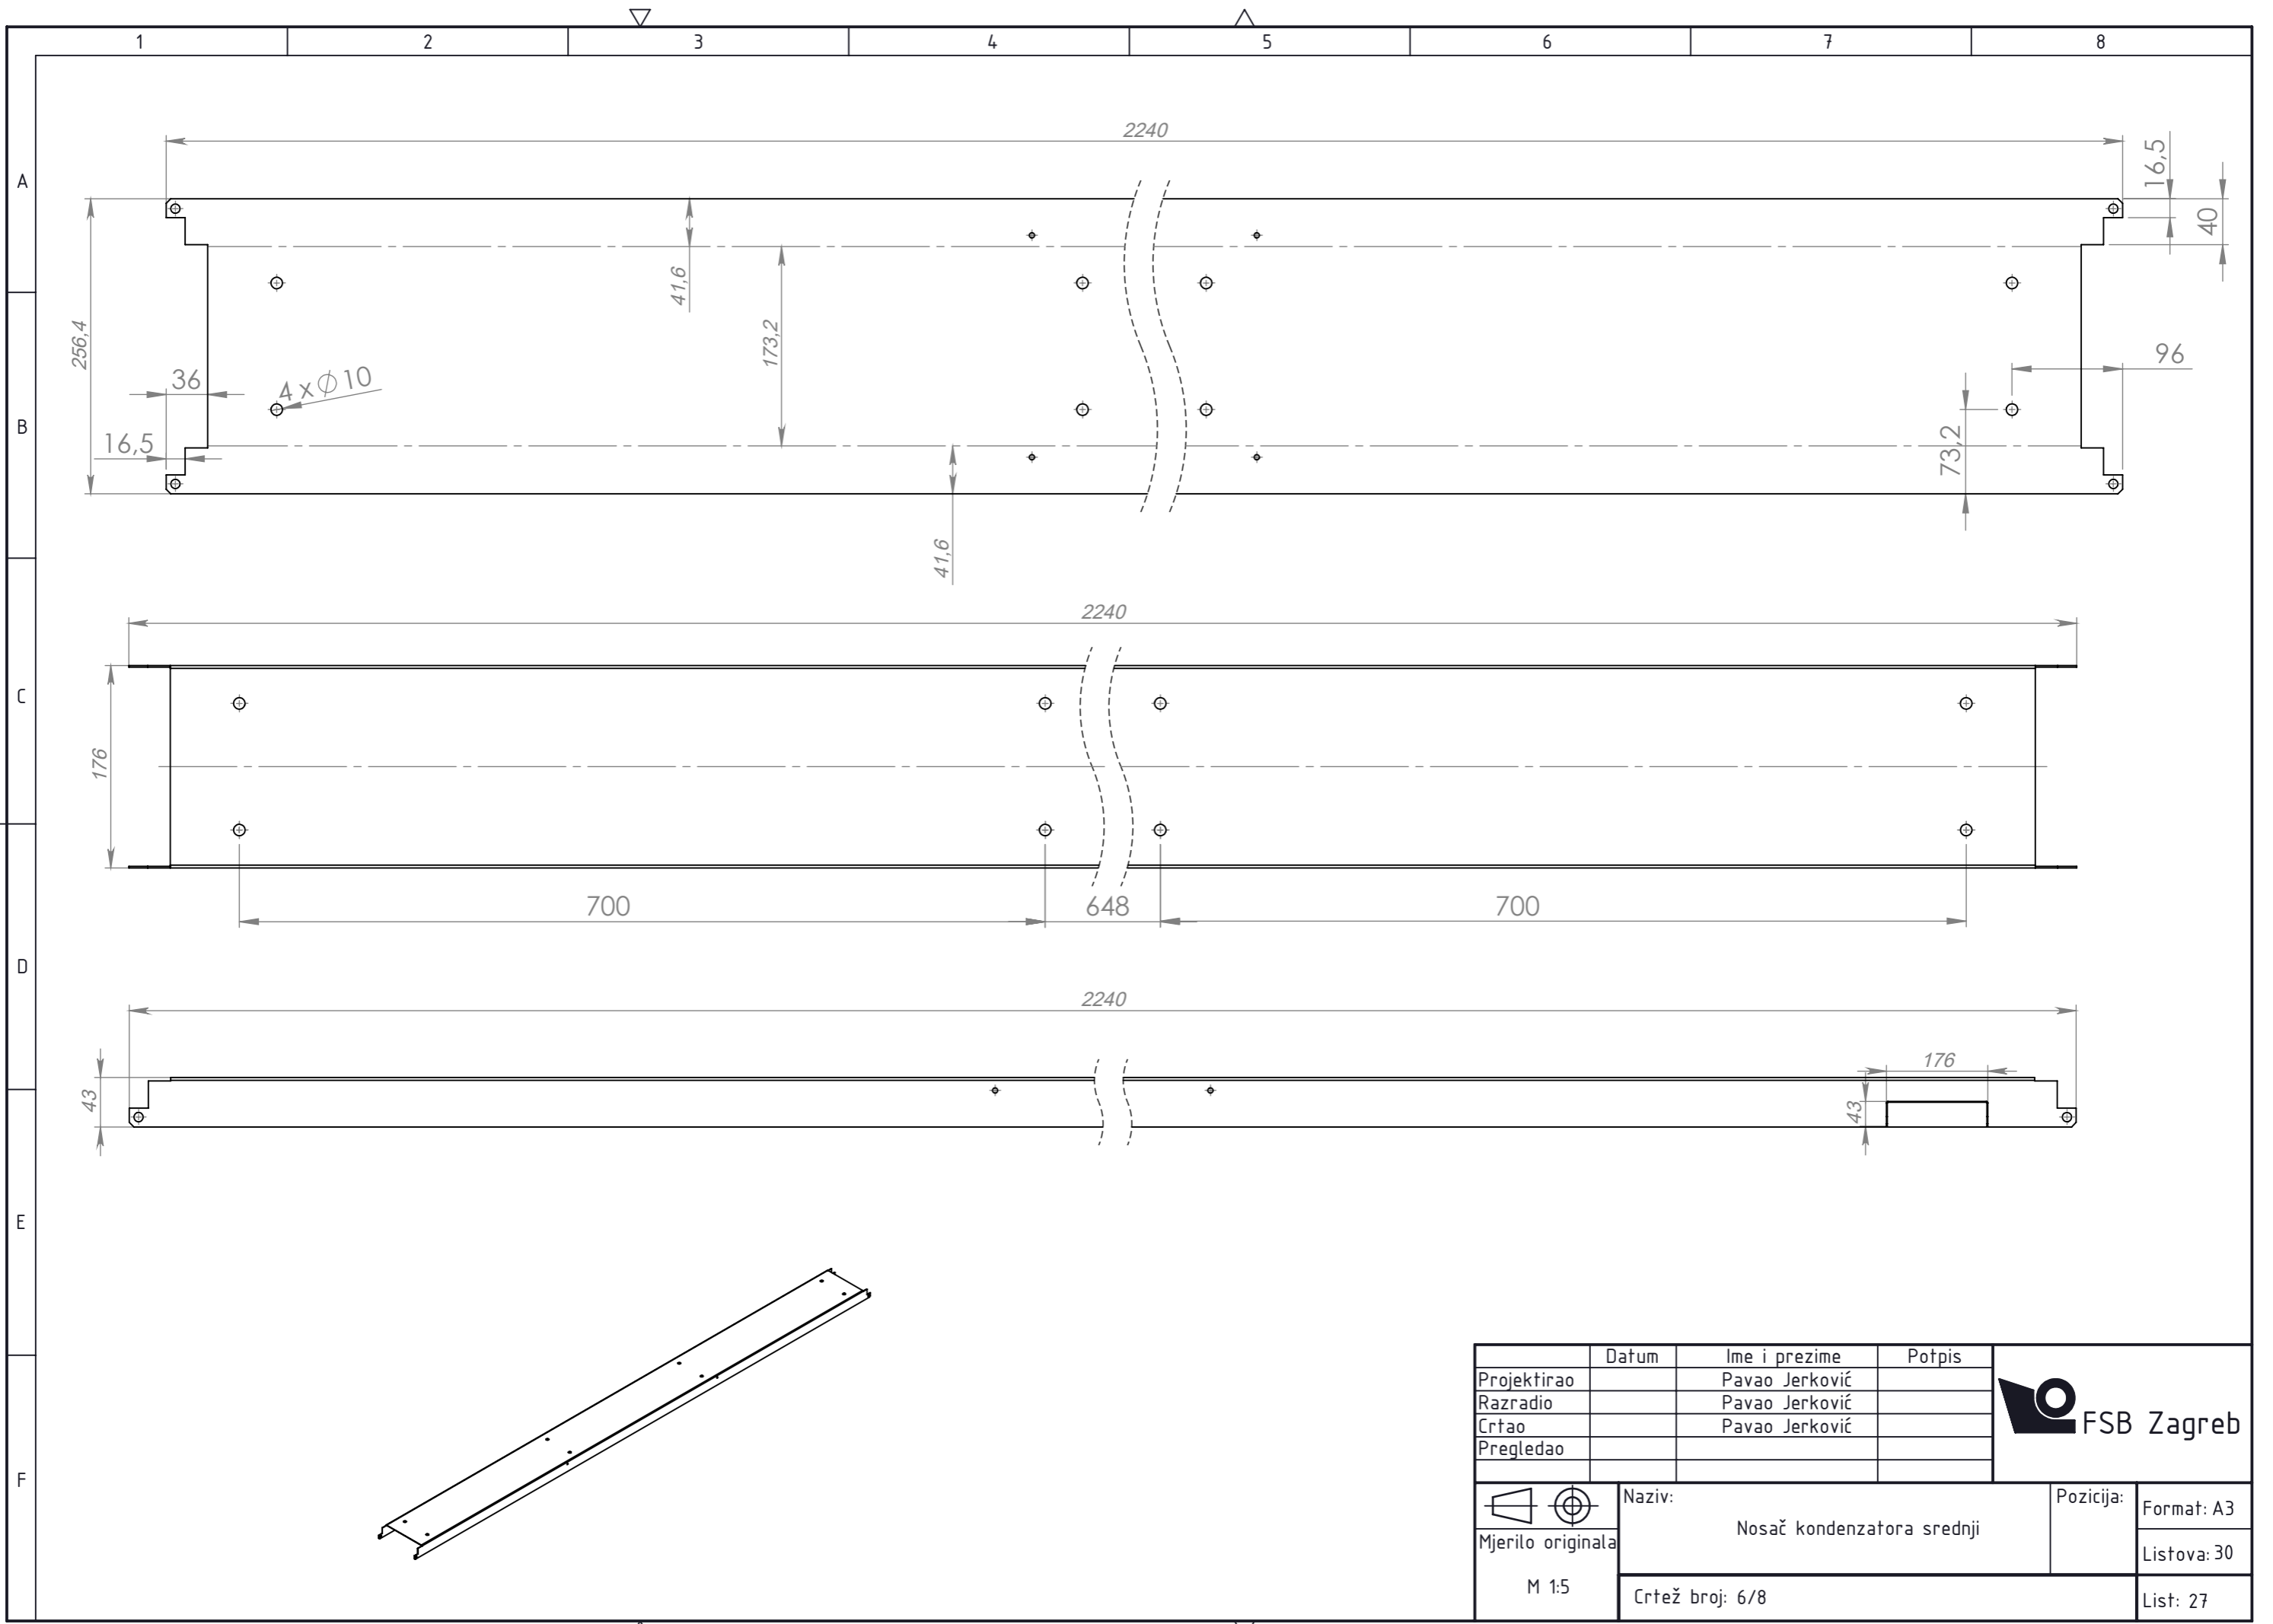 1 2 3 4 5 6 7 8
A
B
C
D
E
F
2240
16,5
40
256,4
41,6
173,2
36
4x∅10
96
16,5
73,2
41,6
2240
176
700 648 700
2240
43
176
43
Datum Ime i prezime Potpis
Projektirao Pavao Jerković
Razradio Pavao Jerković
Crtao Pavao Jerković
Pregledao
FSB Zagreb
Naziv:
Nosač kondenzatora srednji
Pozicija:
Format: A3
Mjerilo originala
M 1:5
Listova: 30
Crtež broj: 6/8
List: 27